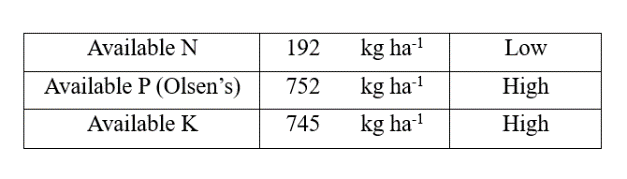 Available N 192 kg ha-1 Low
Available P (Olsen’s) 752 kg ha-1 High
Available K 745 kg ha-1 High